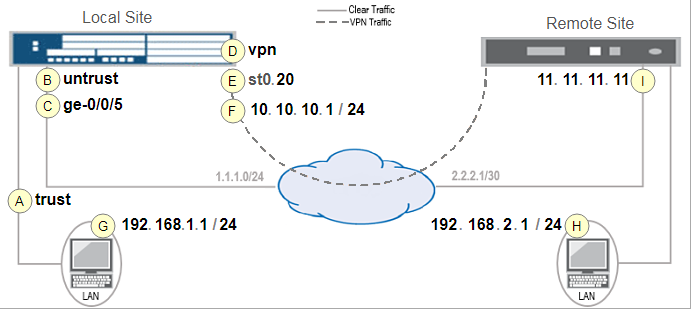 Local Site
Clear Traffic
VPN Traffic
Remote Site
D vpn
B untrust
E st0.20
11. 11. 11. 11 I
C ge-0/0/5
F 10. 10. 10. 1 / 24
1.1.1.0/24
2.2.2.1/30
A trust
G 192. 168. 1. 1 / 24
192. 168. 2. 1 / 24 H
LAN
LAN